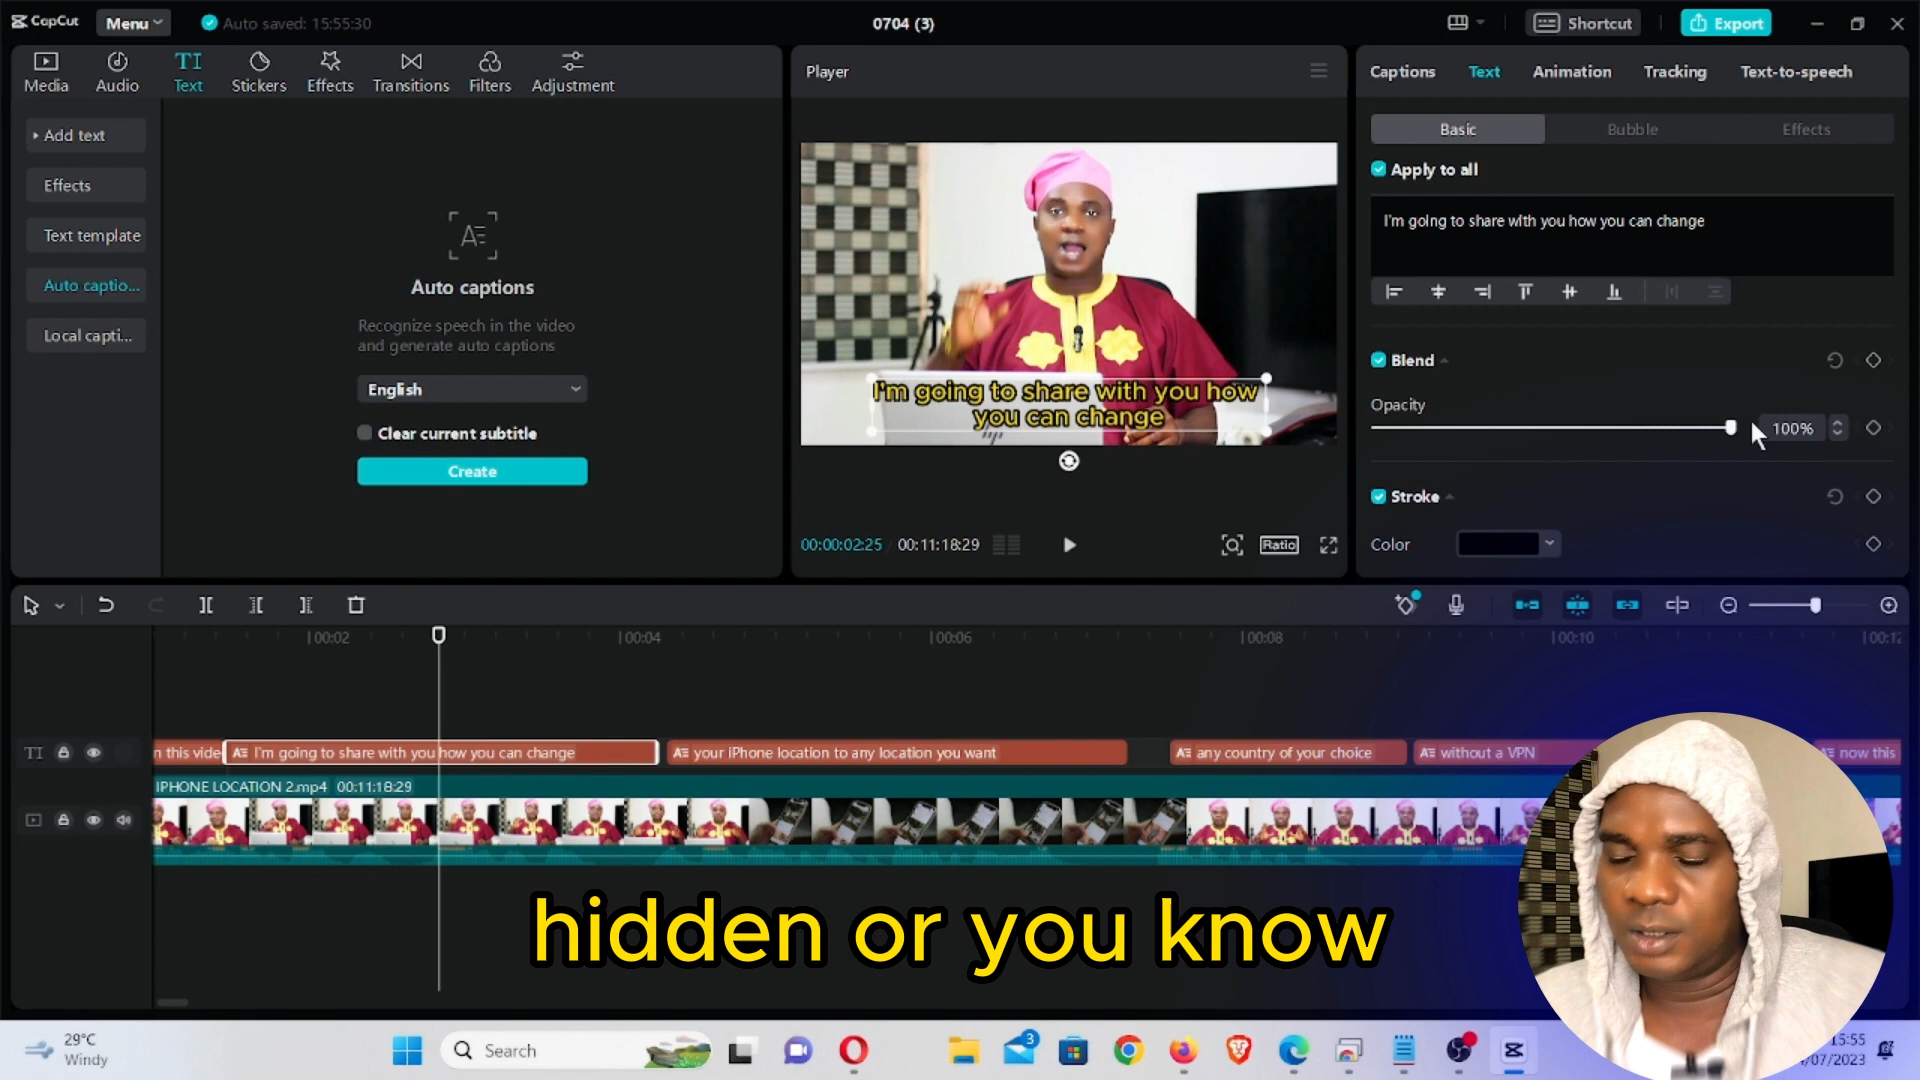 CapCut
Menu
Auto saved: 15:55:30
0704 (3)
Shortcut
Export
Media
Audio
TI
Text
Stickers
Effects
Transitions
Filters
Adjustment
Add text
Effects
Text template
Auto captio...
Local capti...
Auto captions
Recognize speech in the video
and generate auto captions
English
Clear current subtitle
Create
Player
I'm going to share with you how
you can change
00:00:02:25
00:11:18:29
Ratio
Captions
Text
Animation
Tracking
Text-to-speech
Basic
Bubble
Effects
Apply to all
I'm going to share with you how you can change
Blend
Opacity
100%
Stroke
Color
00:02
00:04
00:06
00:08
00:10
00:12
TI
n this vide
I'm going to share with you how you can change
your iPhone location to any location you want
any country of your choice
without a VPN
now this
IPHONE LOCATION 2.mp4 00:11:18:29
hidden or you know
29°C
Windy
Search
3
15:55
/07/2023